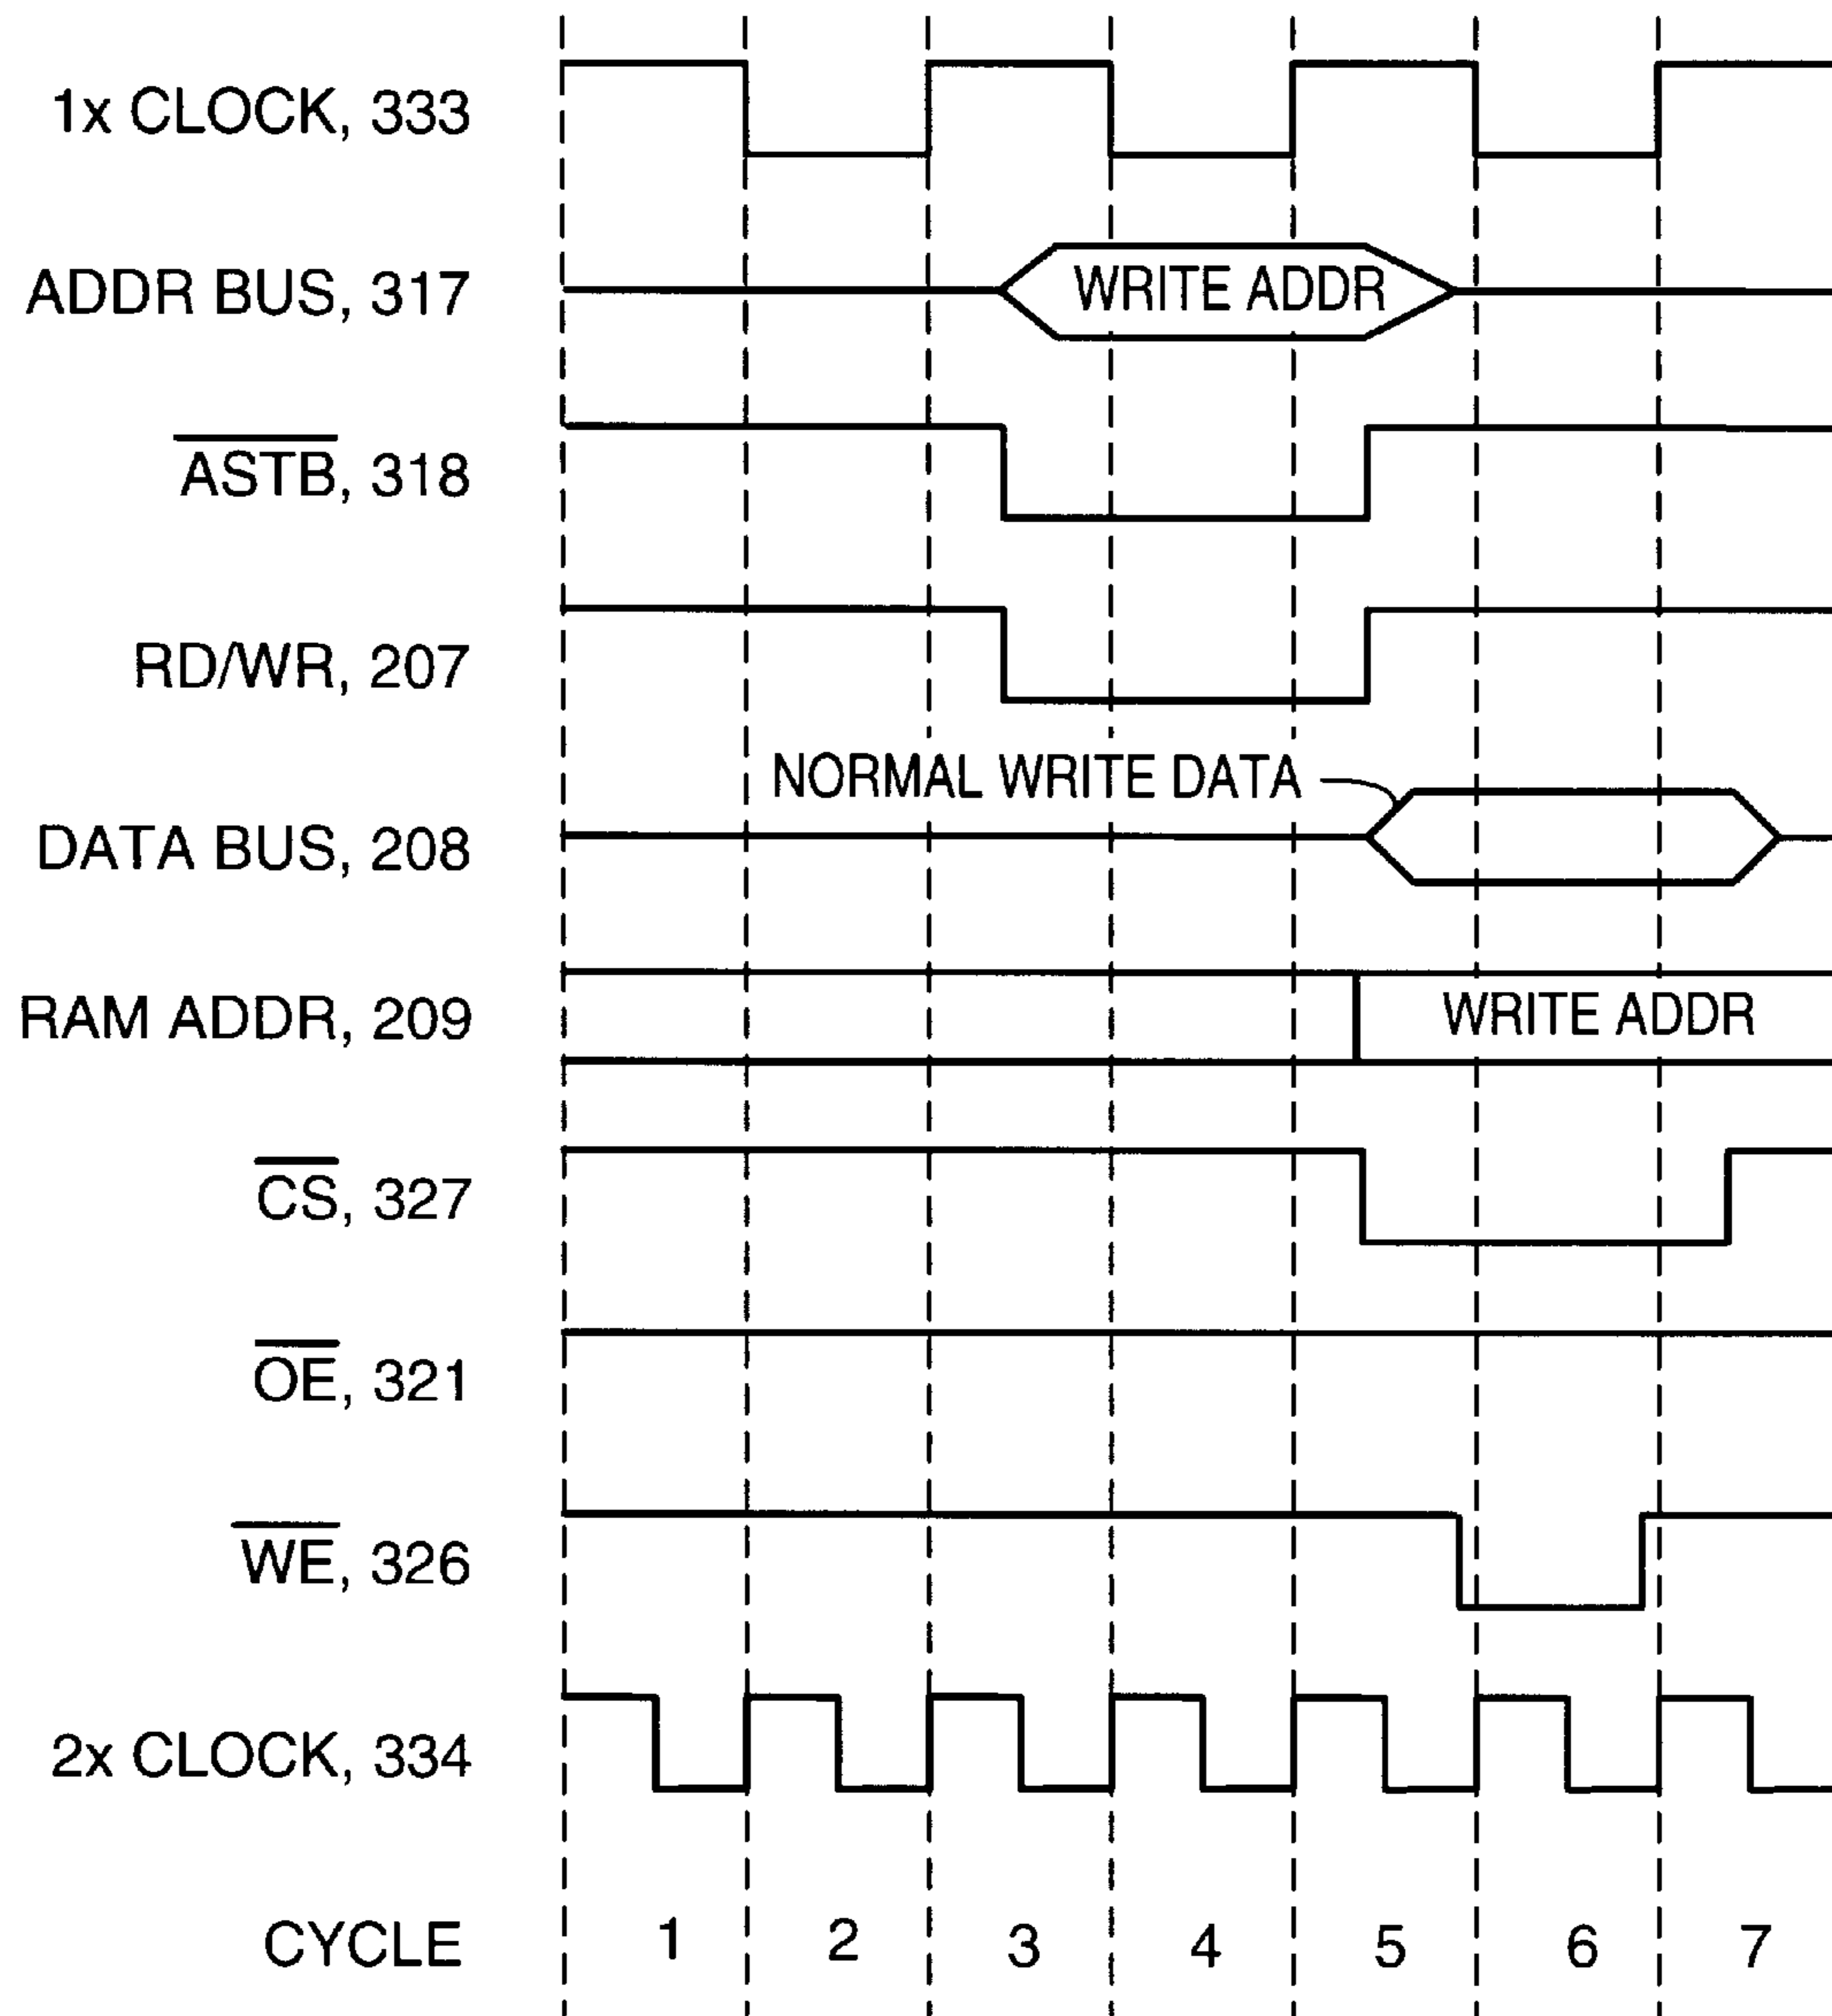 1x CLOCK, 333
ADDR BUS, 317
WRITE ADDR
ASTB, 318
RD/WR, 207
NORMAL WRITE DATA
DATA BUS, 208
RAM ADDR, 209
WRITE ADDR
CS, 327
OE, 321
WE, 326
2x CLOCK, 334
CYCLE 1 2 3 4 5 6 7